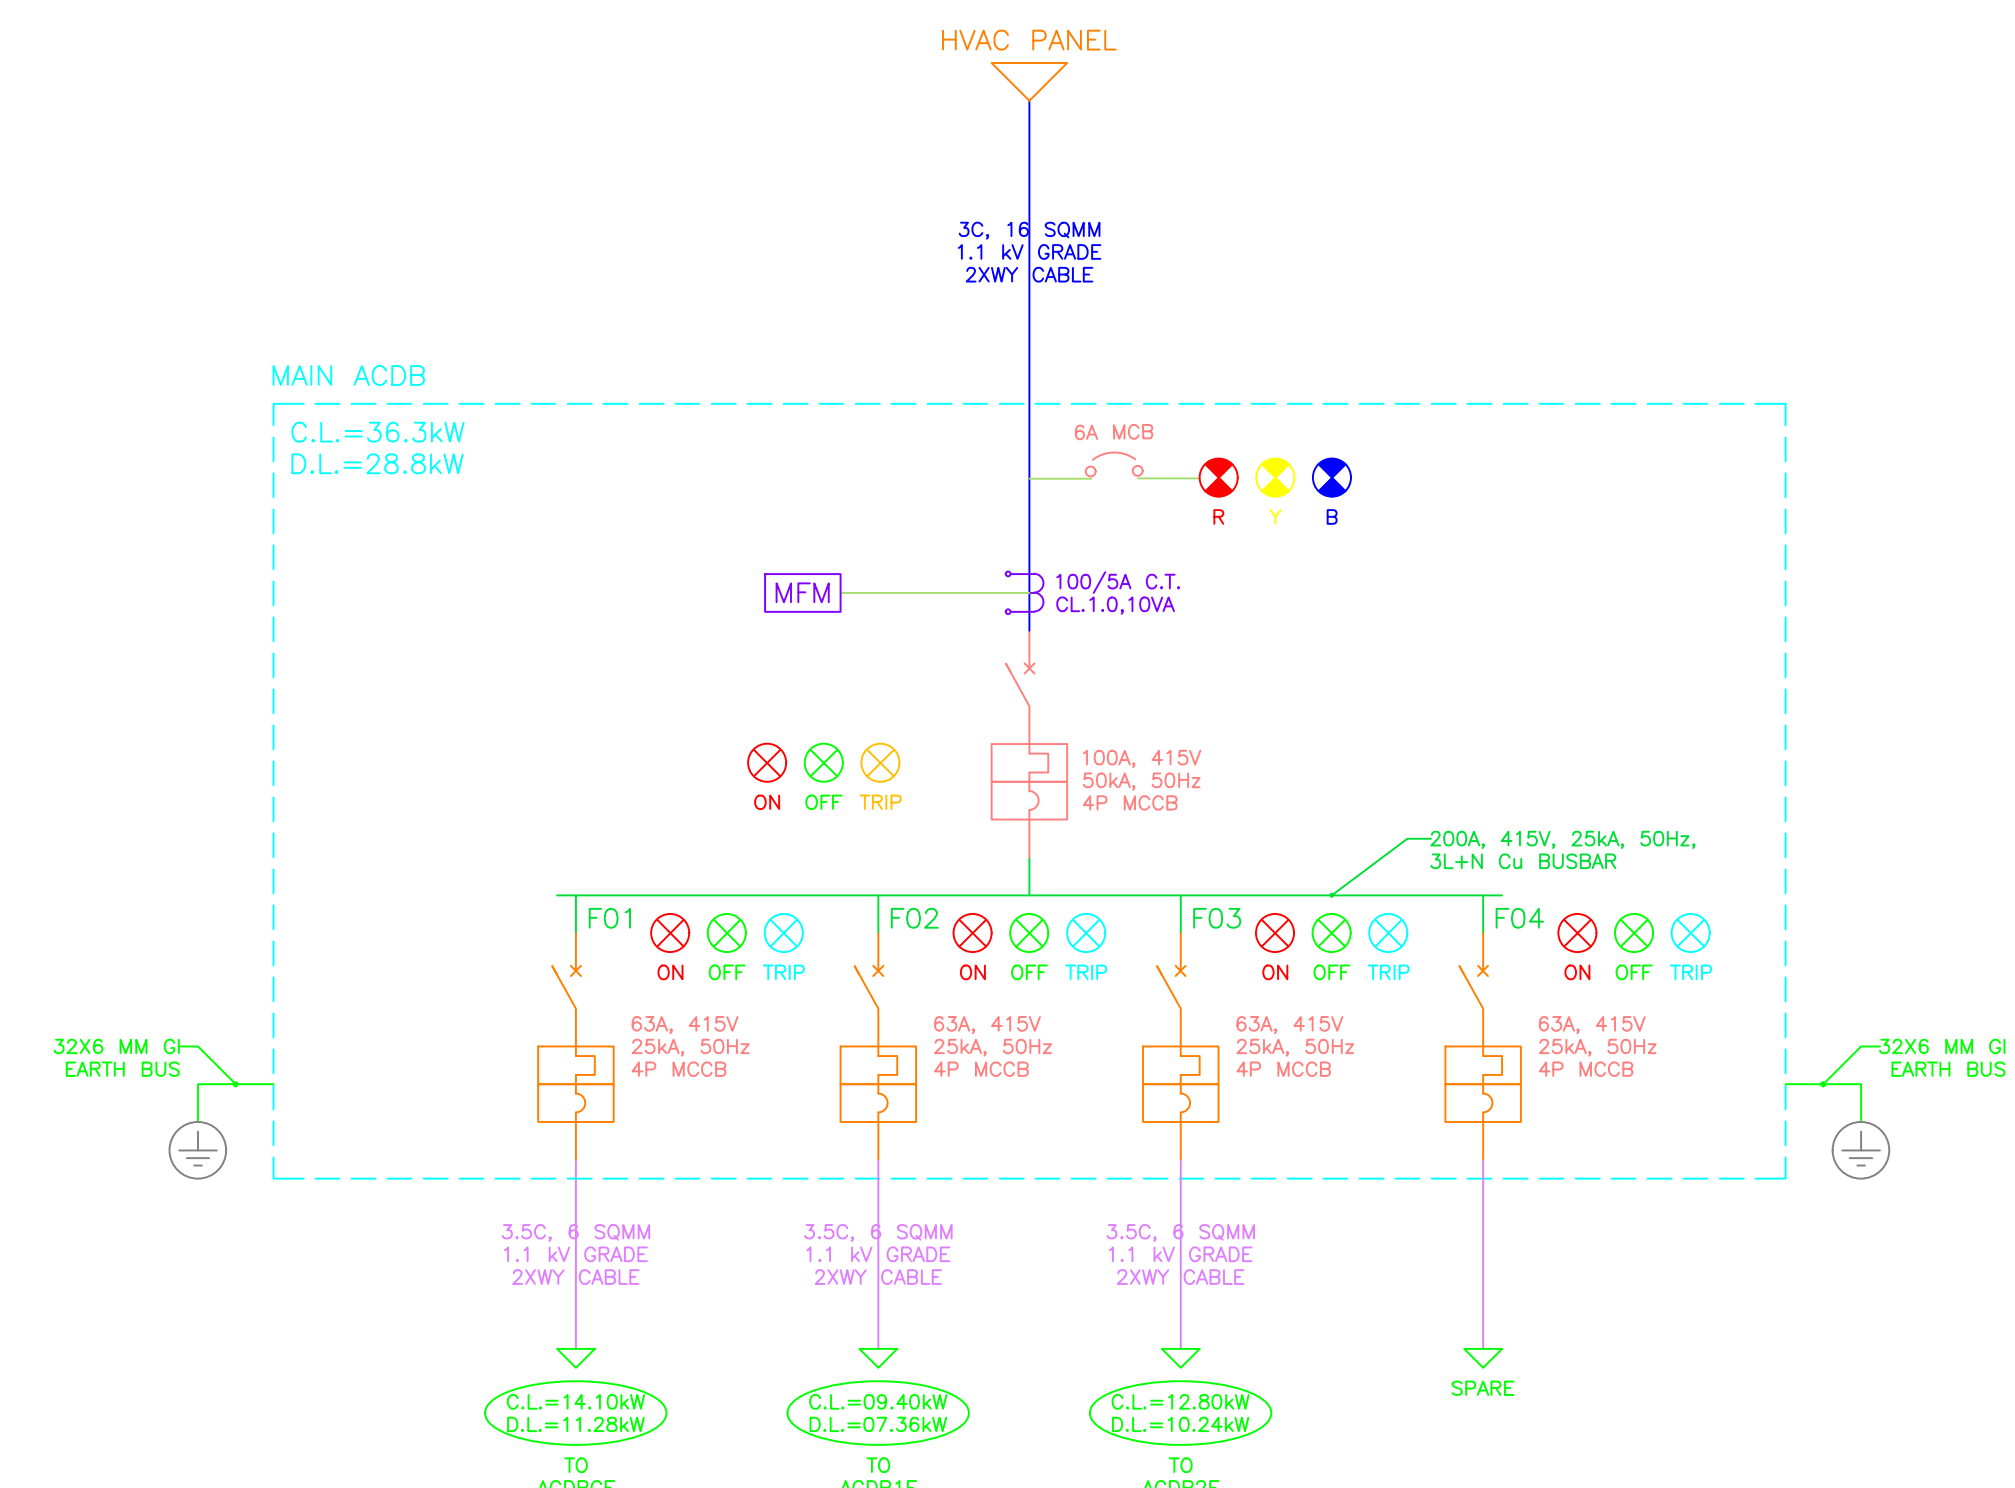 HVAC PANEL
3C, 16 SQMM
1.1 kV GRADE
2XWY CABLE
MAIN ACDB
C.L.=36.3kW
D.L.=28.8kW
6A MCB
R Y B
MFM
100/5A C.T.
CL.1.0,10VA
100A, 415V
50kA, 50Hz
4P MCCB
ON OFF TRIP
200A, 415V, 25kA, 50Hz,
3L+N Cu BUSBAR
FO1
ON OFF TRIP
63A, 415V
25kA, 50Hz
4P MCCB
FO2
ON OFF TRIP
63A, 415V
25kA, 50Hz
4P MCCB
FO3
ON OFF TRIP
63A, 415V
25kA, 50Hz
4P MCCB
FO4
ON OFF TRIP
63A, 415V
25kA, 50Hz
4P MCCB
32X6 MM GI
EARTH BUS
32X6 MM GI
EARTH BUS
3.5C, 6 SQMM
1.1 kV GRADE
2XWY CABLE
3.5C, 6 SQMM
1.1 kV GRADE
2XWY CABLE
3.5C, 6 SQMM
1.1 kV GRADE
2XWY CABLE
C.L.=14.10kW
D.L.=11.28kW
TO
C.L.=09.40kW
D.L.=07.36kW
TO
C.L.=12.80kW
D.L.=10.24kW
TO
SPARE